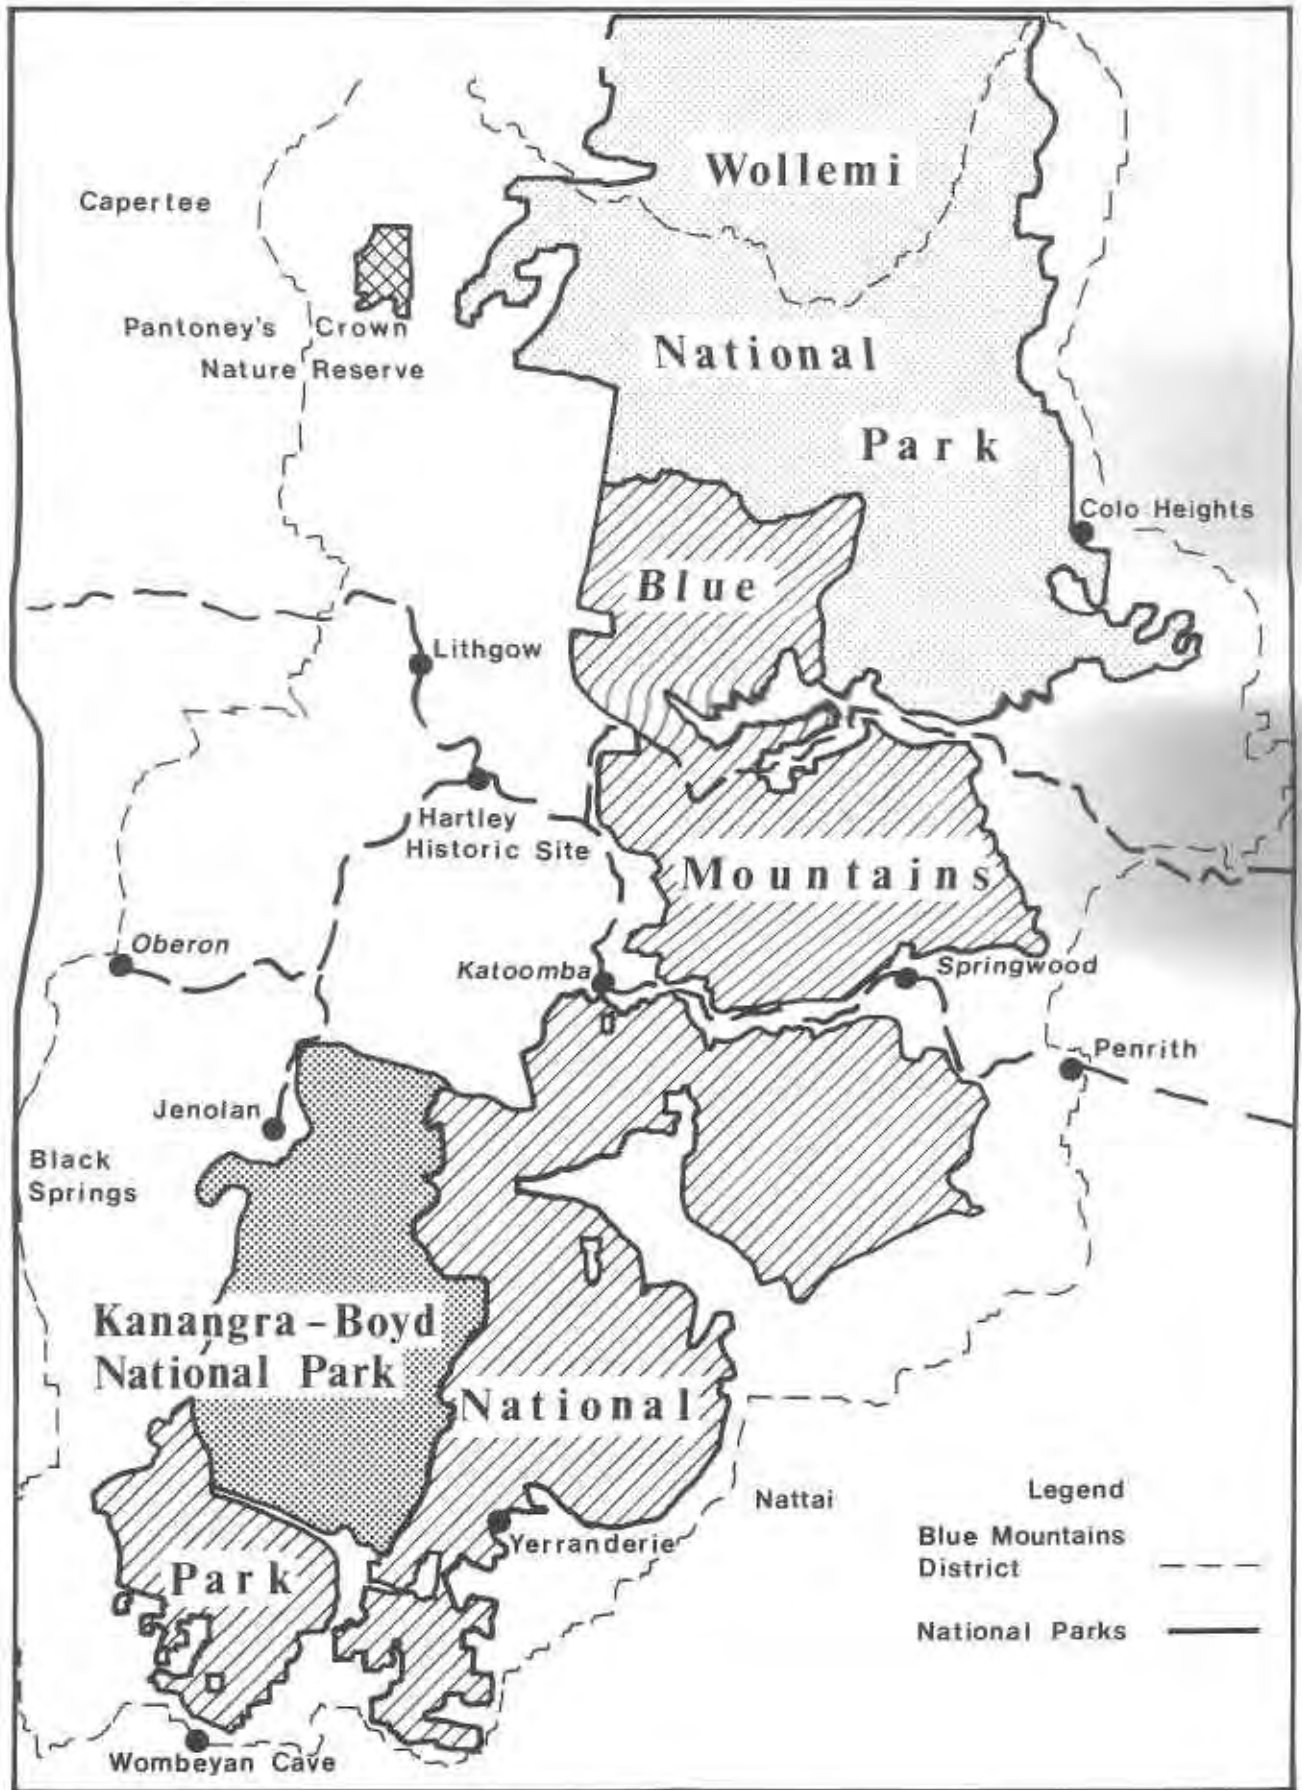 Wollemi
Capertee
Pantoney's Crown
Nature Reserve
National
Park
Colo Heights
Blue
Lithgow
Hartley
Historic Site
Mountains
Oberon
Katoomba
Springwood
Penrith
Jenolan
Black
Springs
Kanangra-Boyd
National Park
National
Nattai
Legend
Blue Mountains
District
Yerranderie
Park
National Parks
Wombeyan Cave